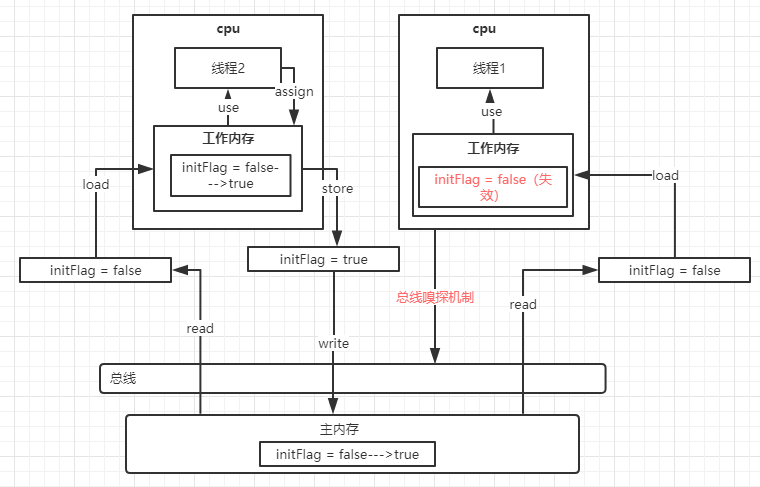 cpu
线程2
assign
use
工作内存
initFlag = false-
-->true
load
store
initFlag = false
initFlag = true
read
write
cpu
线程1
use
工作内存
initFlag = false（失
效）
load
initFlag = false
总线嗅探机制
read
总线
主内存
initFlag = false--->true